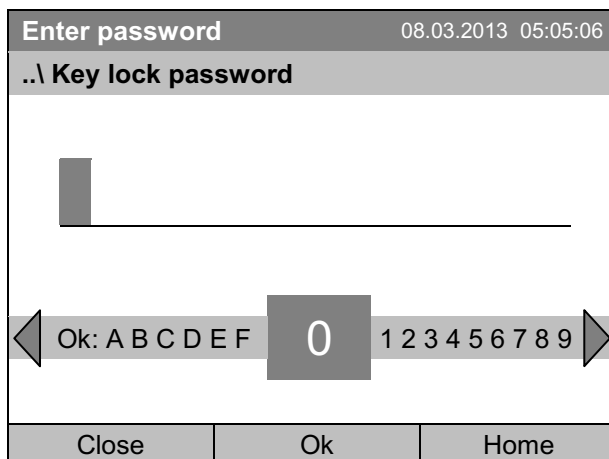 Enter password 08.03.2013 05:05:06
..\ Key lock password
Ok: A B C D E F 0 1 2 3 4 5 6 7 8 9
Close Ok Home